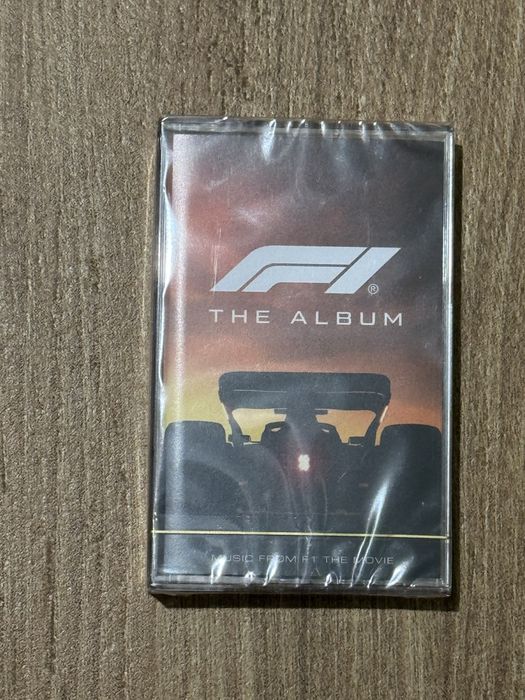 F1®
THE ALBUM
MUSIC FROM F1 THE MOVIE